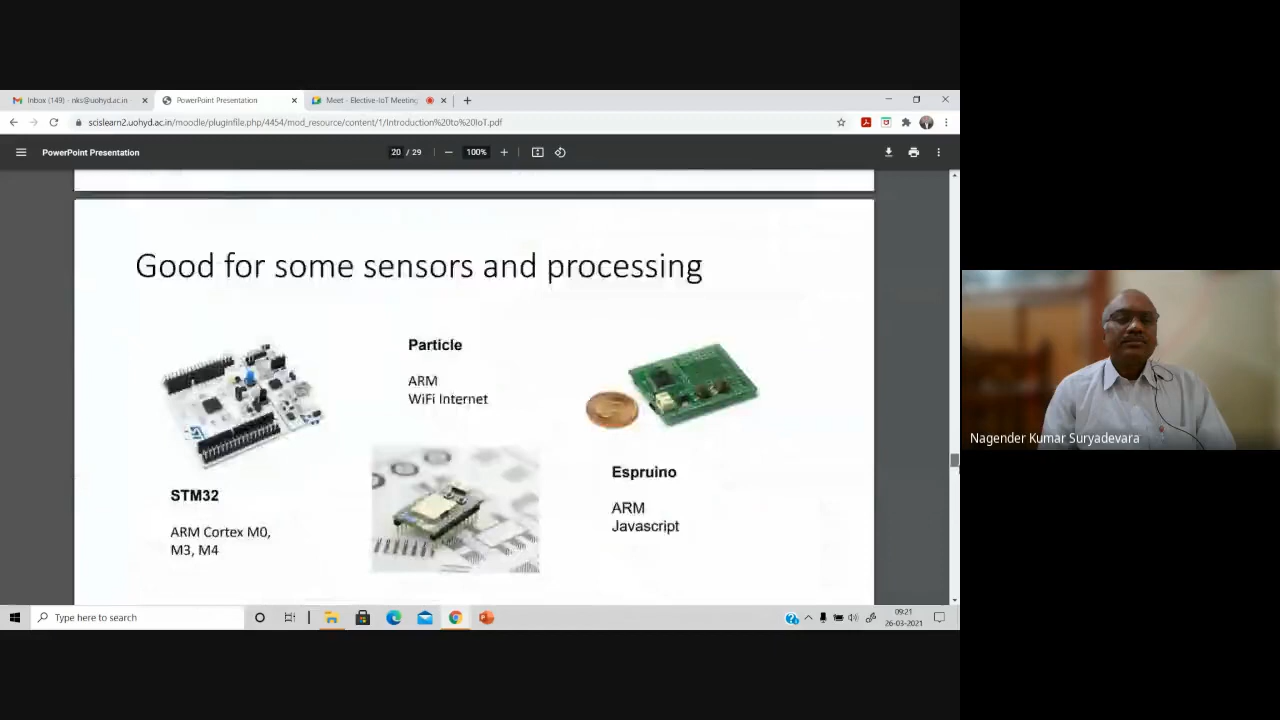 Inbox (149) - nks@uohyd.ac.in
PowerPoint Presentation
Meet - Elective-IoT Meeting
scislearn2.uohyd.ac.in/moodle/pluginfile.php/4454/mod_resource/content/1/Introduction%20to%20IoT.pdf
PowerPoint Presentation
20 / 29
100%
Good for some sensors and processing
Particle
ARM
WiFi Internet
Espruino
ARM
Javascript
STM32
ARM Cortex M0,
M3, M4
Nagender Kumar Suryadevara
Type here to search
09:21
26-03-2021